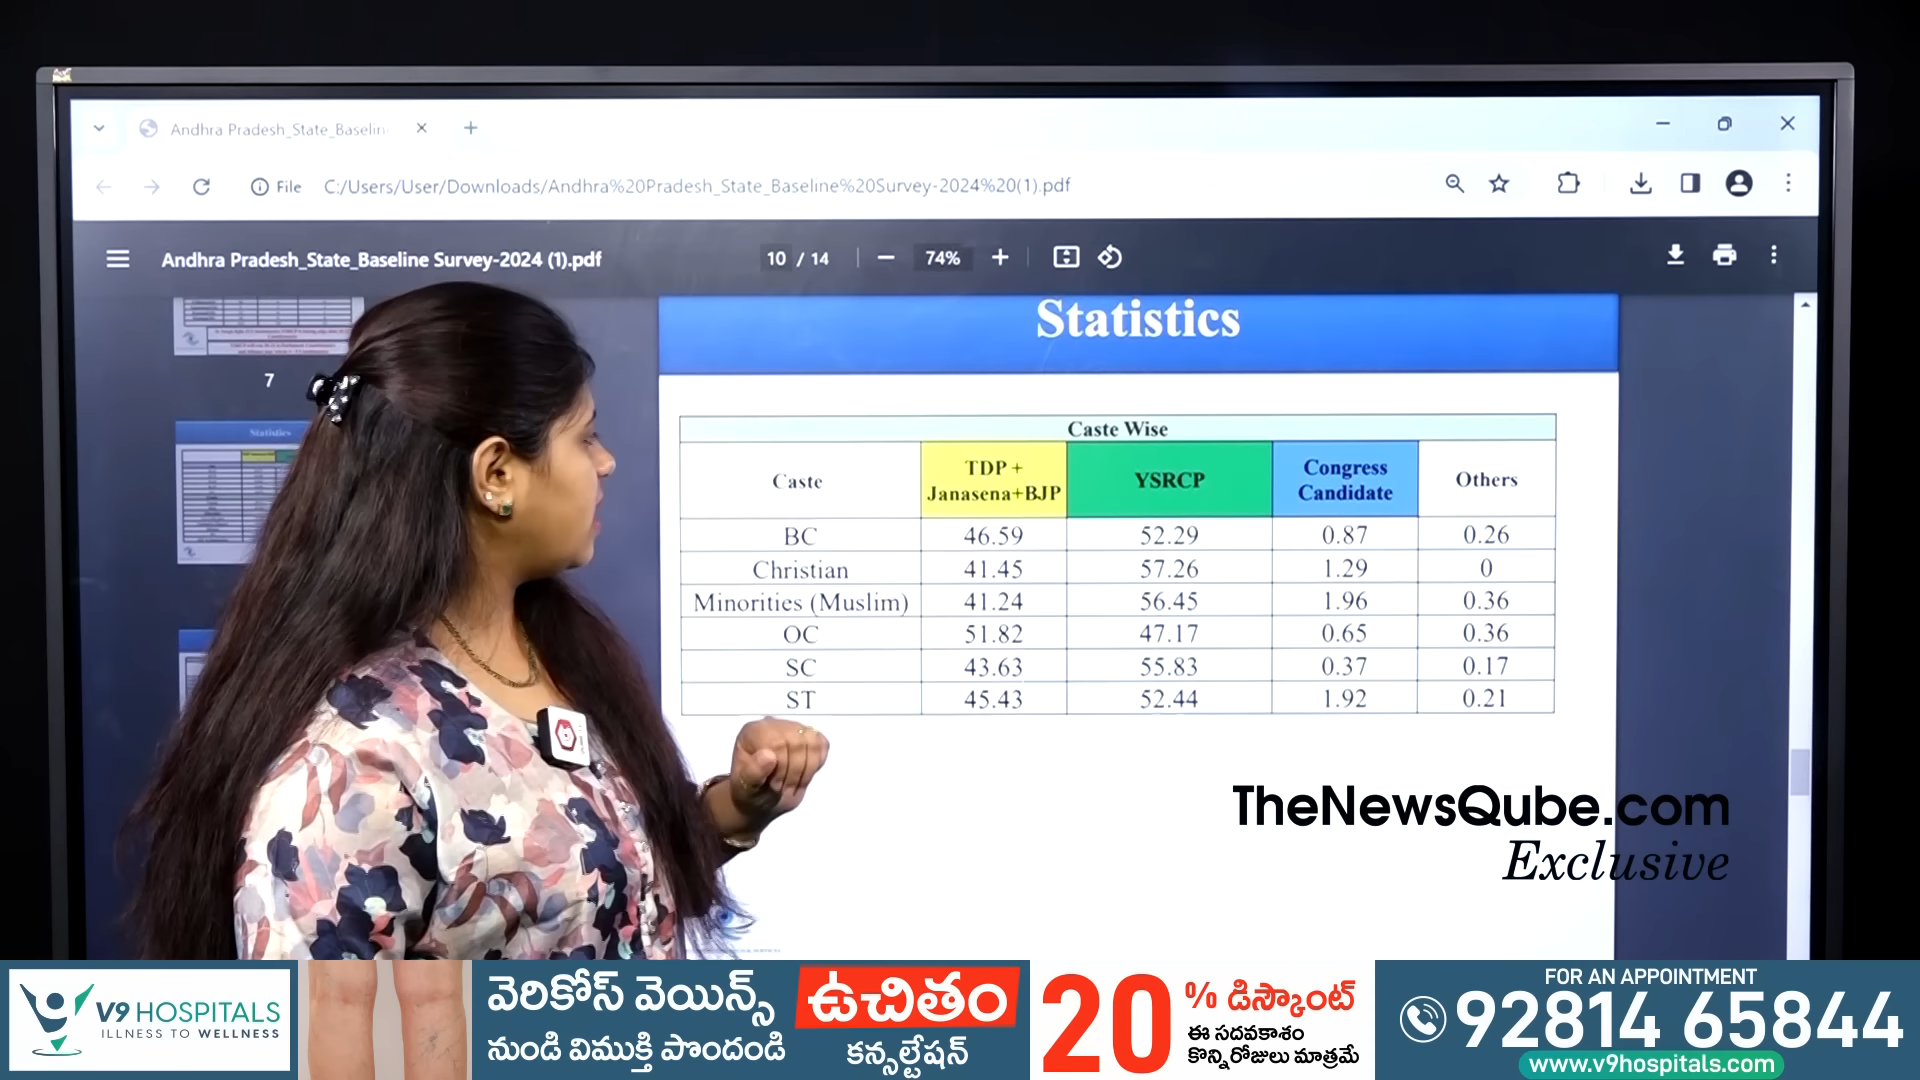 Andhra Pradesh_State_Baselin
File C:/Users/User/Downloads/Andhra%20Pradesh_State_Baseline%20Survey-2024%20(1).pdf
Andhra Pradesh_State_Baseline Survey-2024 (1).pdf 10 / 14 74%
7
Statistics
Statistics
Caste Wise
Caste TDP + Janasena+BJP YSRCP Congress Candidate Others
BC 46.59 52.29 0.87 0.26
Christian 41.45 57.26 1.29 0
Minorities (Muslim) 41.24 56.45 1.96 0.36
OC 51.82 47.17 0.65 0.36
SC 43.63 55.83 0.37 0.17
ST 45.43 52.44 1.92 0.21
TheNewsQube.com
Exclusive
V9 HOSPITALS
ILLNESS TO WELLNESS
వెరికోస్ వెయిన్స్
నుండి విముక్తి పొందండి
ఉచితం
కన్సల్టేషన్
20 % డిస్కౌంట్
ఈ సదవకాశం
కొన్నిరోజులు మాత్రమే
FOR AN APPOINTMENT
92814 65844
www.v9hospitals.com